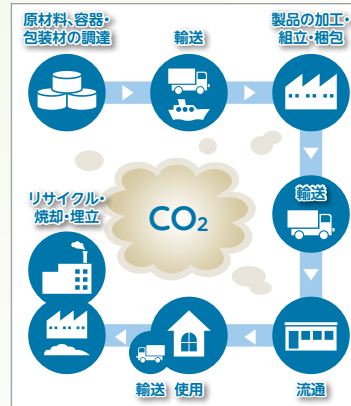 原材料、容器・
包装材の調達
輸送
製品の加工・
組立・梱包
輸送
リサイクル・
焼却・埋立
CO₂
輸送
使用
流通